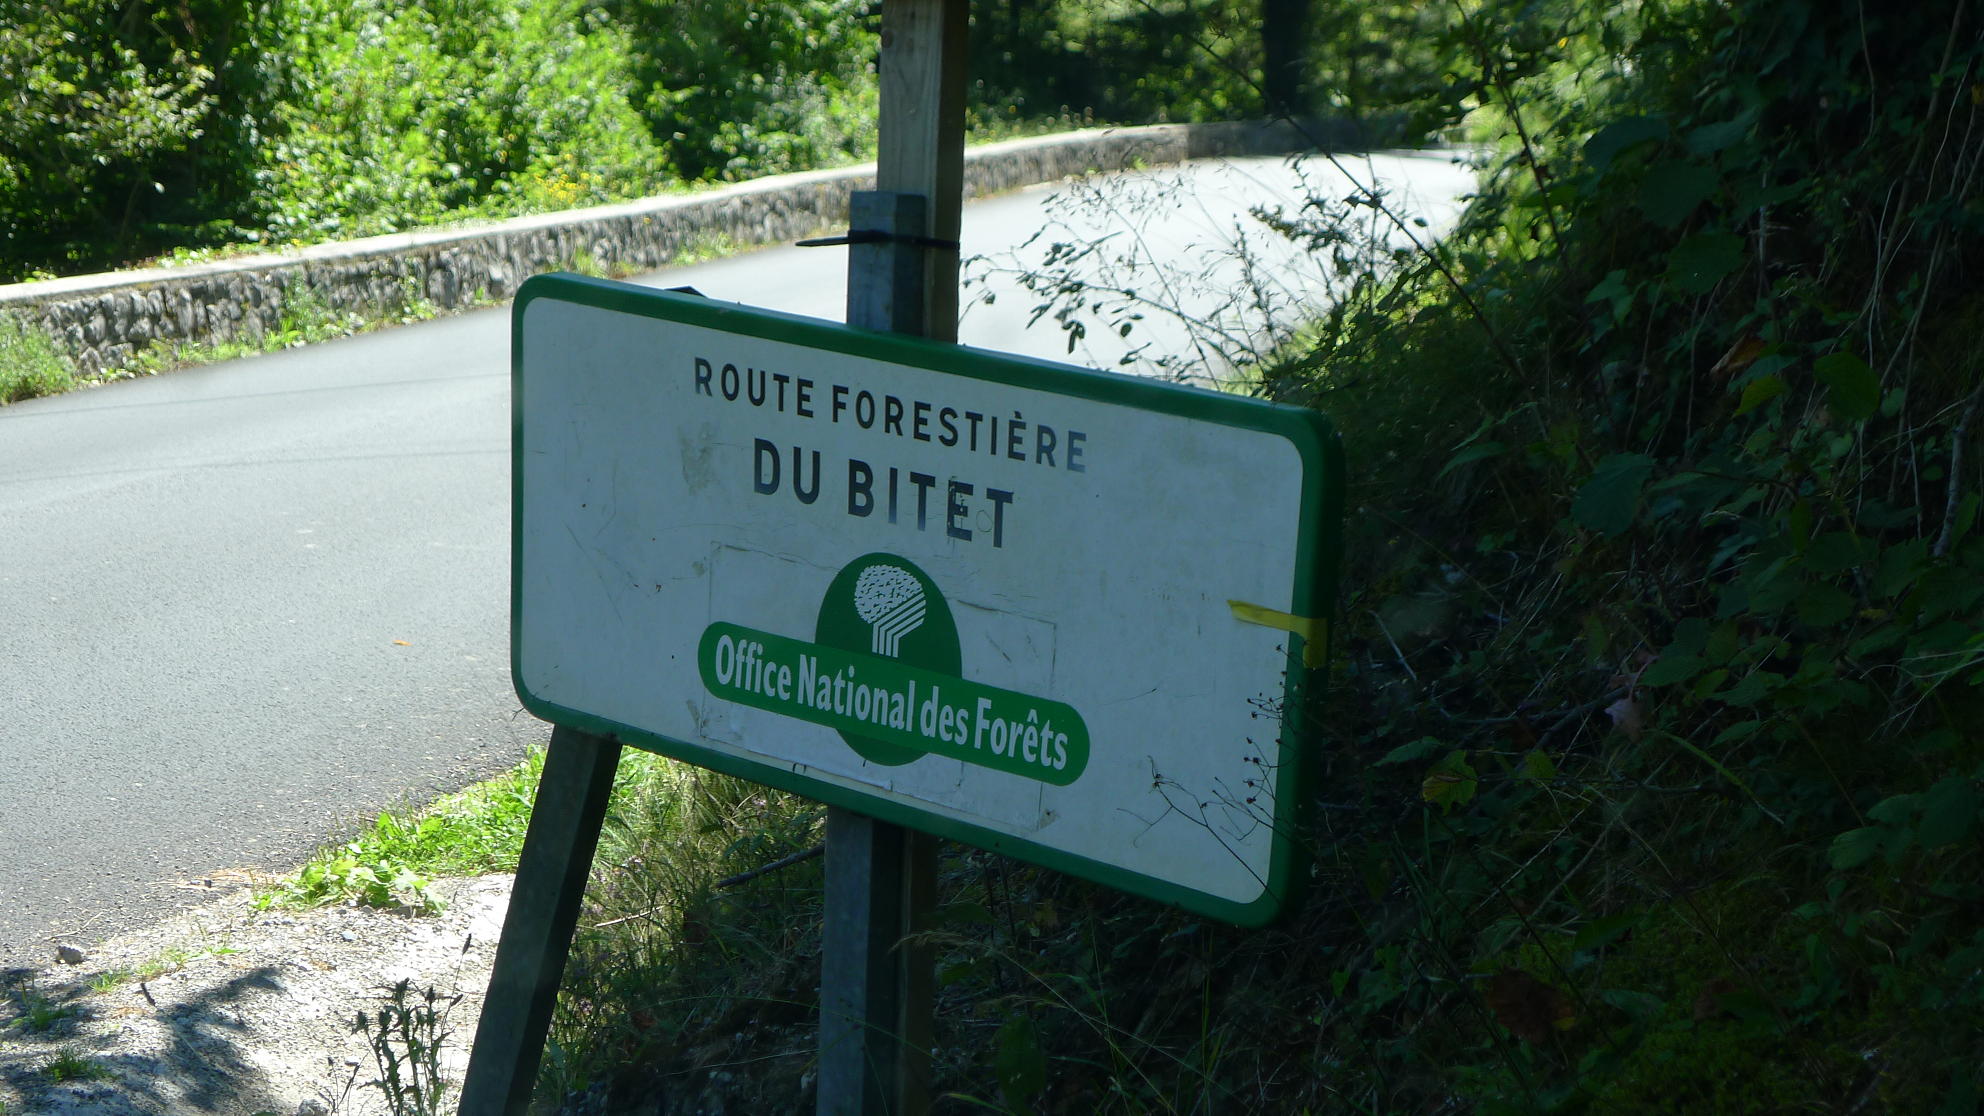 ROUTE FORESTIÈRE
DU BITET
Office National des Forêts